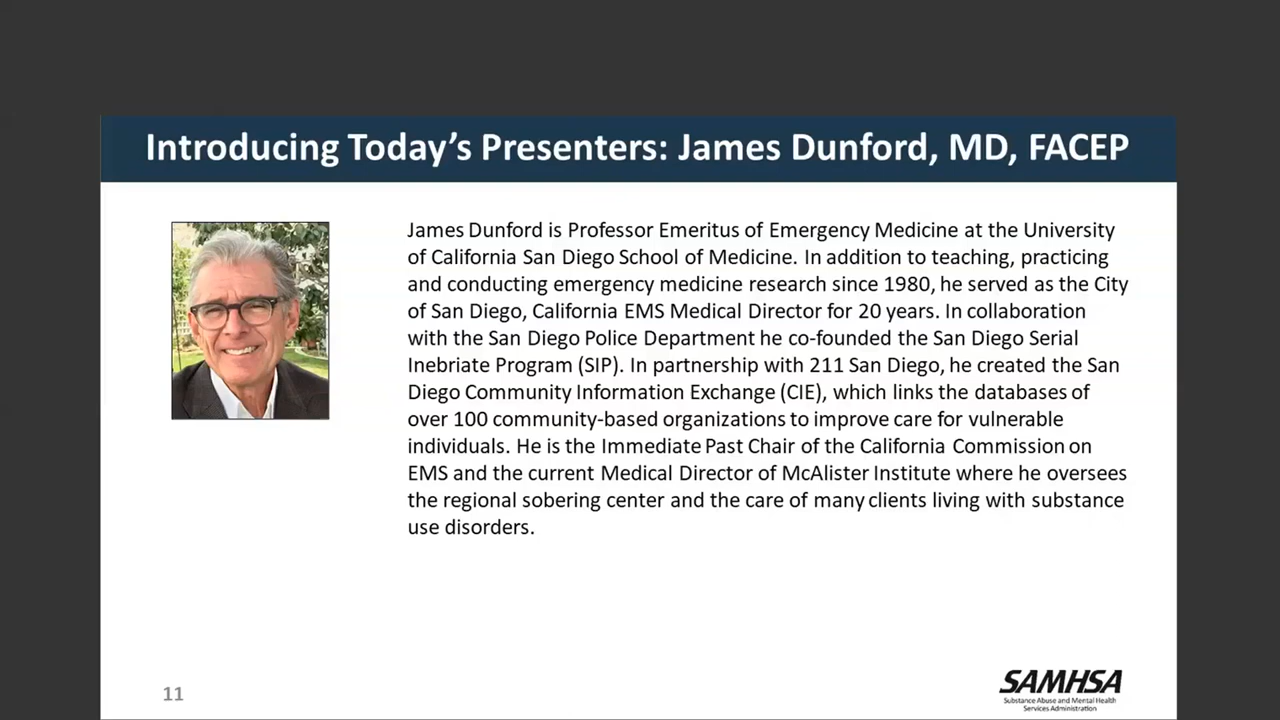 Introducing Today's Presenters: James Dunford, MD, FACEP
James Dunford is Professor Emeritus of Emergency Medicine at the University
of California San Diego School of Medicine. In addition to teaching, practicing
and conducting emergency medicine research since 1980, he served as the City
of San Diego, California EMS Medical Director for 20 years. In collaboration
with the San Diego Police Department he co-founded the San Diego Serial
Inebriate Program (SIP). In partnership with 211 San Diego, he created the San
Diego Community Information Exchange (CIE), which links the databases of
over 100 community-based organizations to improve care for vulnerable
individuals. He is the Immediate Past Chair of the California Commission on
EMS and the current Medical Director of McAlister Institute where he oversees
the regional sobering center and the care of many clients living with substance
use disorders.
11
SAMHSA
Substance Abuse and Mental Health
Services Administration